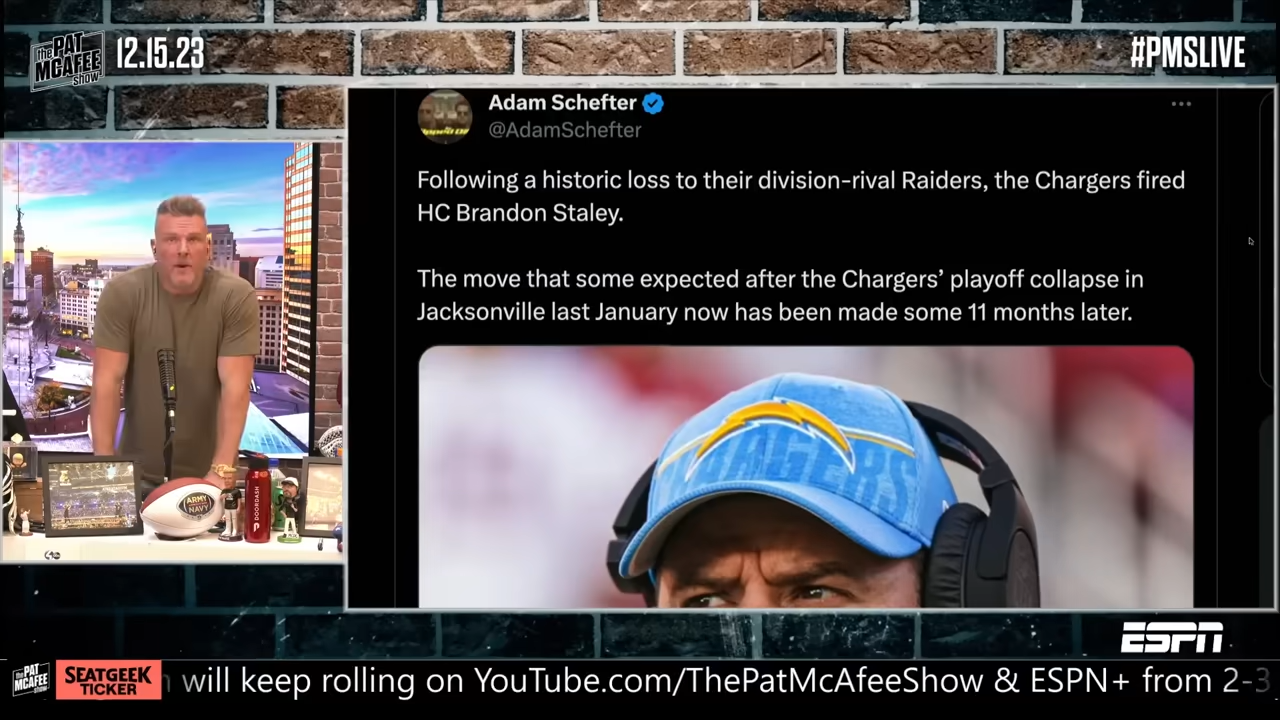 the PAT MCAFEE show
12.15.23
#PMSLIVE
Adam Schefter
@AdamSchefter
Following a historic loss to their division-rival Raiders, the Chargers fired
HC Brandon Staley.
The move that some expected after the Chargers’ playoff collapse in
Jacksonville last January now has been made some 11 months later.
CHARGERS
ARMY
NAVY
DOORDASH
ESPN
the PAT MCAFEE show
SEATGEEK
TICKER
will keep rolling on YouTube.com/ThePatMcAfeeShow & ESPN+ from 2-3